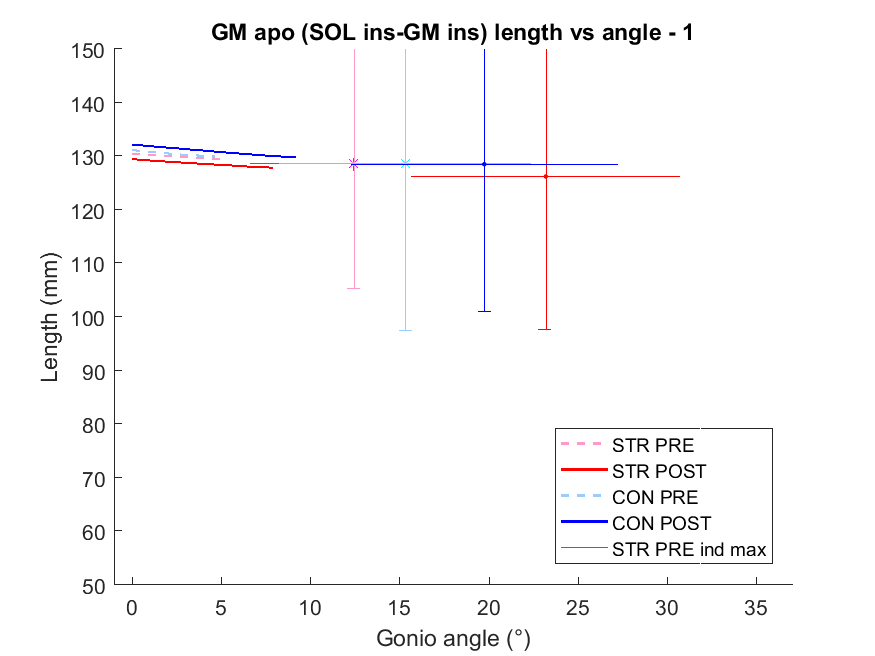 GM apo (SOL ins-GM ins) length vs angle - 1
150
140
130
120
110
100
90
80
70
60
50
Length (mm)
0 5 10 15 20 25 30 35
Gonio angle (°)
STR PRE
STR POST
CON PRE
CON POST
STR PRE ind max